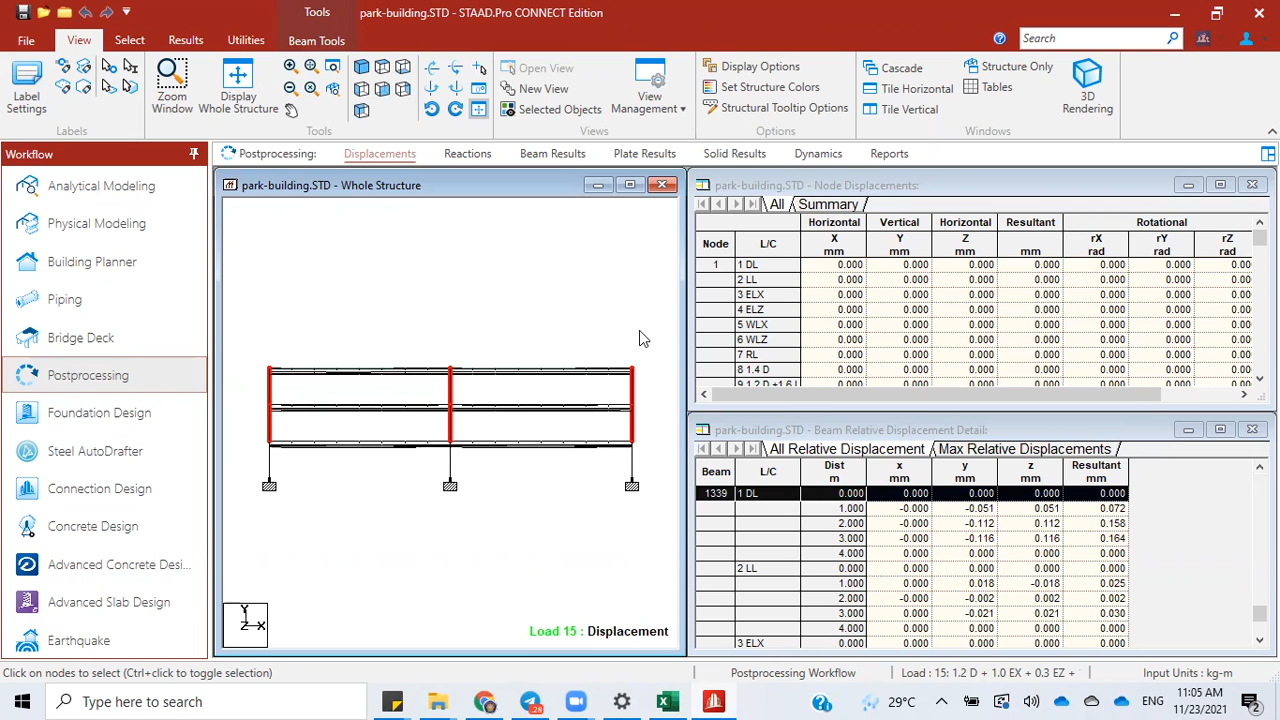 Tools
park-building.STD - STAAD.Pro CONNECT Edition
File
View
Select
Results
Utilities
Beam Tools
Search
Label Settings
Zoom Window
Display Whole Structure
Open View
New View
Selected Objects
View Management
Display Options
Set Structure Colors
Structural Tooltip Options
Cascade
Tile Horizontal
Tile Vertical
Structure Only
Tables
3D Rendering
Labels
Tools
Views
Options
Windows
Workflow
Postprocessing:
Displacements
Reactions
Beam Results
Plate Results
Solid Results
Dynamics
Reports
Analytical Modeling
Physical Modeling
Building Planner
Piping
Bridge Deck
Postprocessing
Foundation Design
Steel AutoDrafter
Connection Design
Concrete Design
Advanced Concrete Desi...
Advanced Slab Design
Earthquake
park-building.STD - Whole Structure
Y
Z X
Load 15 : Displacement
park-building.STD - Node Displacements:
All Summary
Horizontal Vertical Horizontal Resultant Rotational
Node L/C X mm Y mm Z mm mm rX rad rY rad rZ rad
1 1 DL 0.000 0.000 0.000 0.000 0.000 0.000 0.00
2 LL 0.000 0.000 0.000 0.000 0.000 0.000 0.00
3 ELX 0.000 0.000 0.000 0.000 0.000 0.000 0.00
4 ELZ 0.000 0.000 0.000 0.000 0.000 0.000 0.00
5 WLX 0.000 0.000 0.000 0.000 0.000 0.000 0.00
6 WLZ 0.000 0.000 0.000 0.000 0.000 0.000 0.00
7 RL 0.000 0.000 0.000 0.000 0.000 0.000 0.00
8 1.4 D 0.000 0.000 0.000 0.000 0.000 0.000 0.00
9 1.2 D +1.6 0.000 0.000 0.000 0.000 0.000 0.000 0.00
park-building.STD - Beam Relative Displacement Detail:
All Relative Displacement Max Relative Displacements
Beam L/C Dist m x mm y mm z mm Resultant mm
1339 1 DL 0.000 0.000 0.000 0.000 0.000
1.000 -0.000 -0.051 0.051 0.072
2.000 -0.000 -0.112 0.112 0.158
3.000 -0.000 -0.116 0.116 0.164
4.000 0.000 0.000 0.000 0.000
2 LL 0.000 0.000 0.000 0.000 0.000
1.000 0.000 0.018 -0.018 0.025
2.000 -0.000 -0.002 0.002 0.002
3.000 -0.000 -0.021 0.021 0.030
4.000 0.000 0.000 0.000 0.000
3 ELX 0.000 0.000 0.000 0.000 0.000
Click on nodes to select (Ctrl+click to toggle selection)
Postprocessing Workflow
Load : 15: 1.2 D + 1.0 EX + 0.3 EZ +
Input Units : kg-m
Type here to search
28
29°C
ENG
11:05 AM
11/23/2021
2